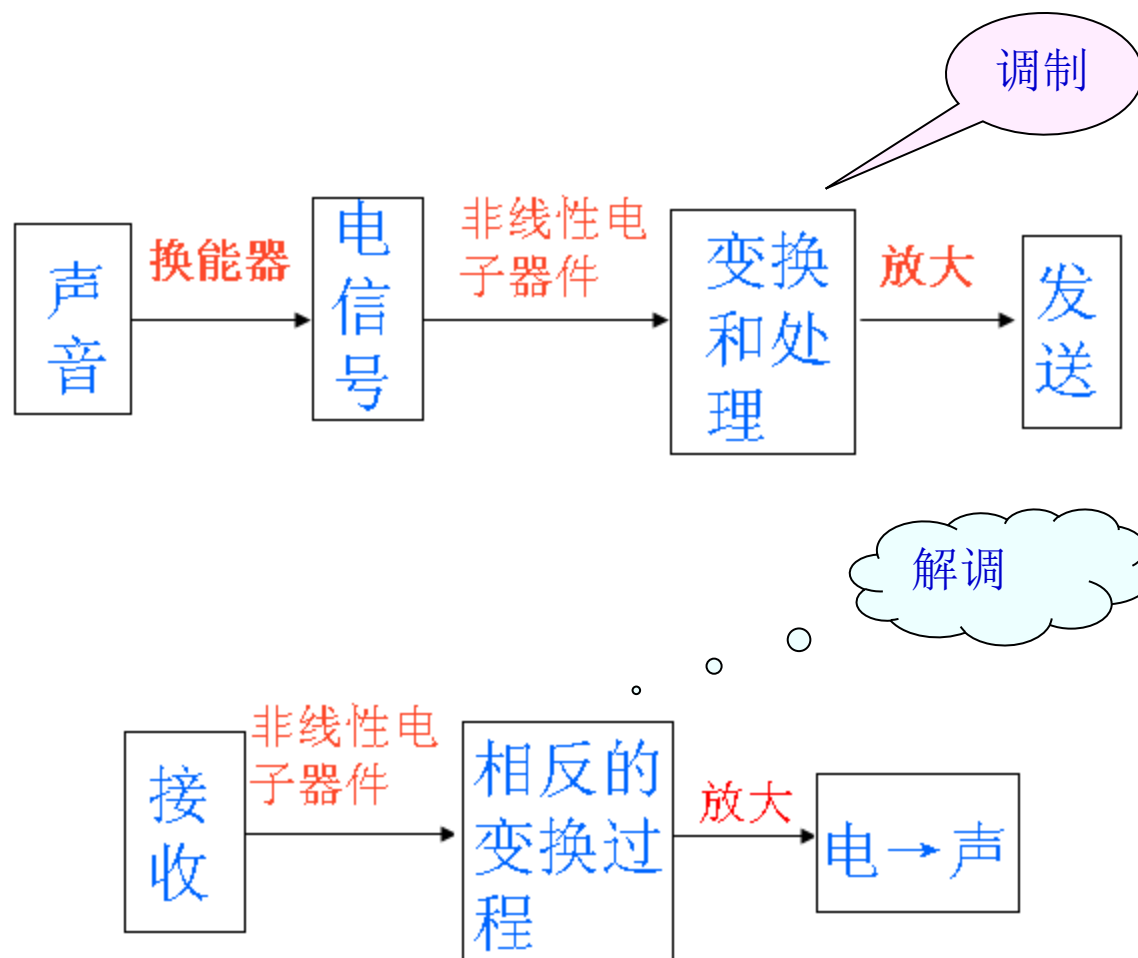 调制
声
音
换能器
电
信
号
非线性电
子器件
变换
和处
理
放大
发
送
解调
接
收
非线性电
子器件
相反的
变换过
程
放大
电→声